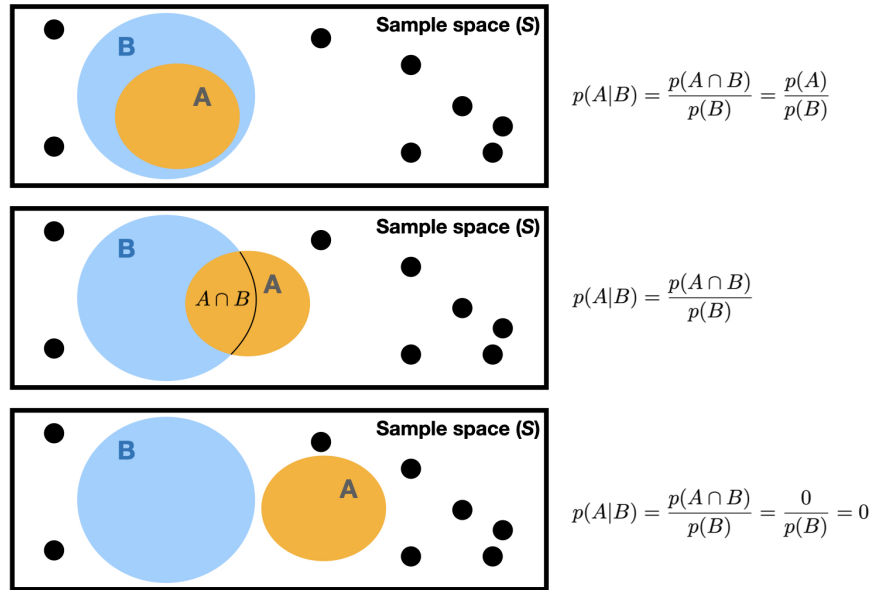 Sample space (S)
B
A
p(A|B) = p(A ∩ B)/p(B) = p(A)/p(B)
Sample space (S)
B
A
A ∩ B
p(A|B) = p(A ∩ B)/p(B)
Sample space (S)
B
A
p(A|B) = p(A ∩ B)/p(B) = 0/p(B) = 0